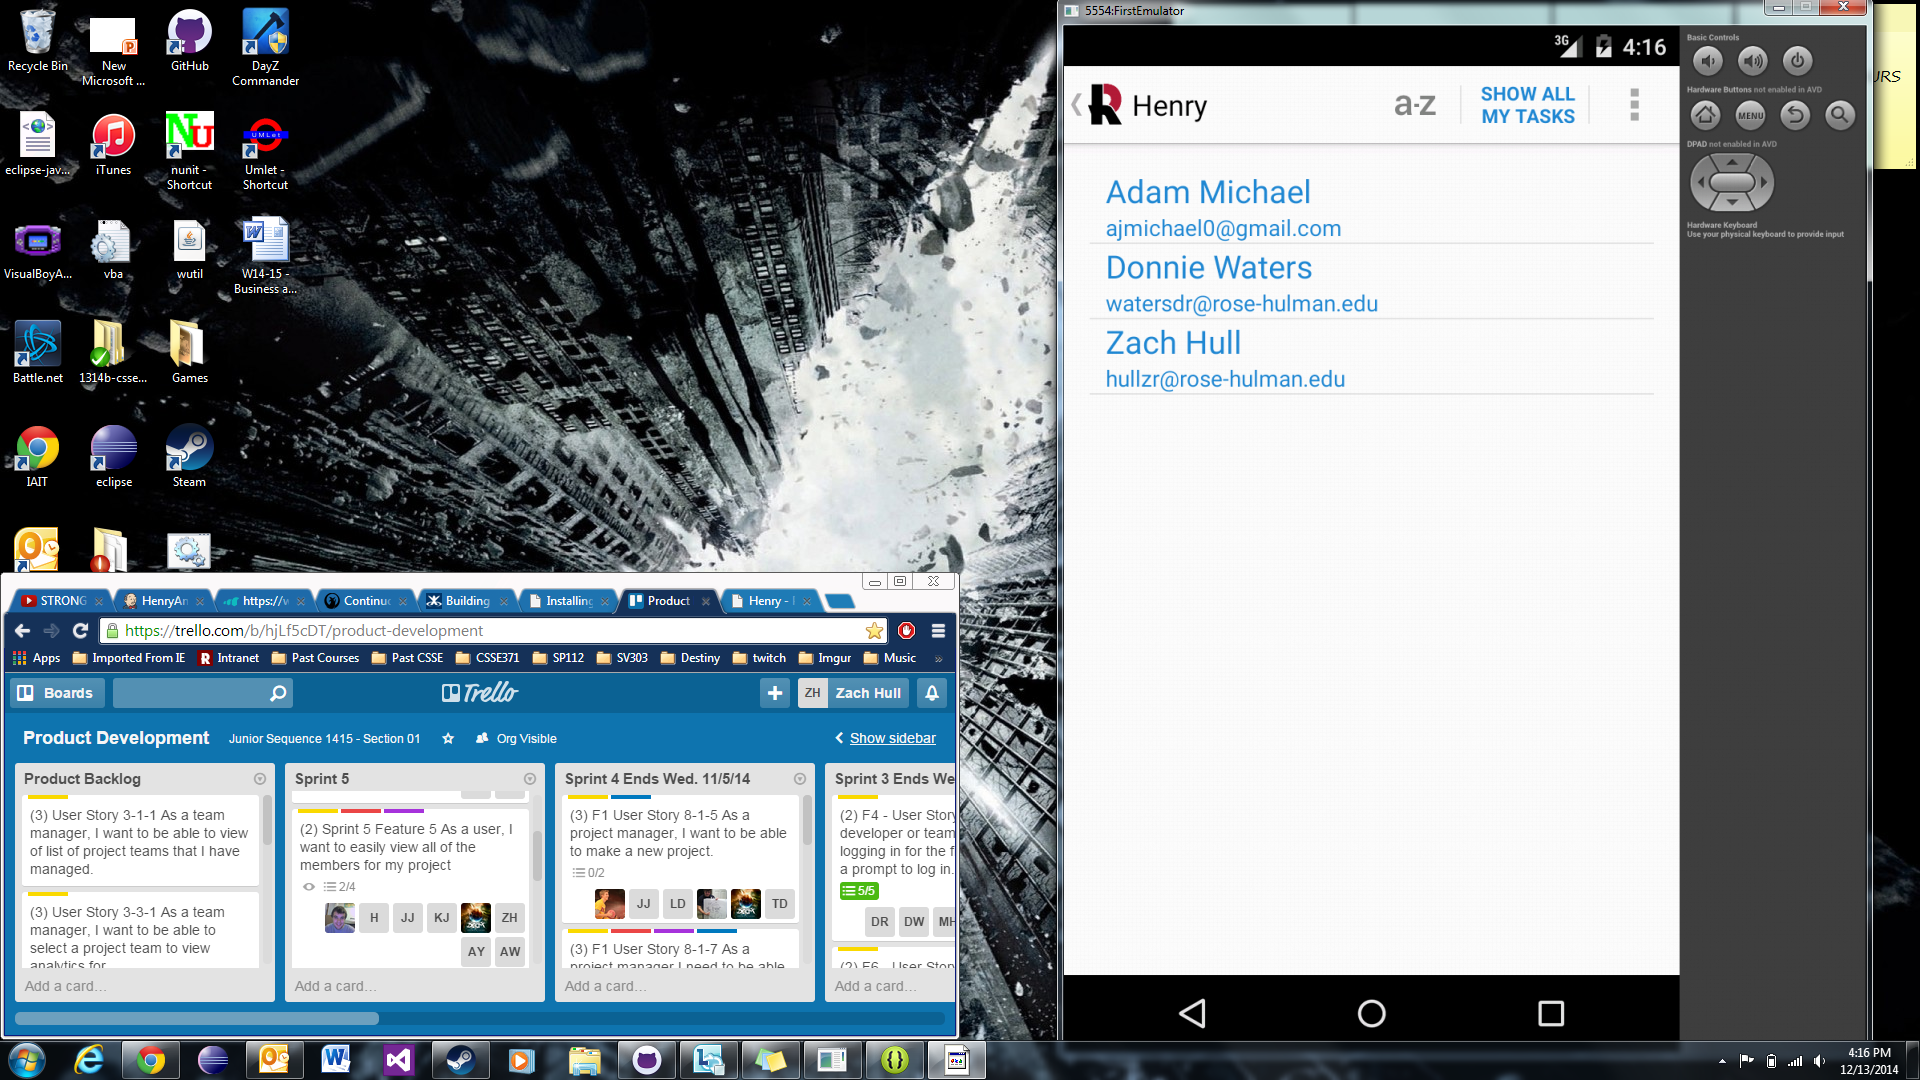 Recycle Bin
New
Microsoft ...
GitHub
DayZ
Commander
eclipse-jav...
iTunes
nunit -
Shortcut
UMLet
Umlet -
Shortcut
VisualBoyA...
vba
wutil
W14-15 -
Business a...
Battle.net
1314b-csse...
Games
IAIT
eclipse
Steam
5554:FirstEmulator
3G
4:16
Henry
a-z
SHOW ALL
MY TASKS
Adam Michael
ajmichael0@gmail.com
Donnie Waters
watersdr@rose-hulman.edu
Zach Hull
hullzr@rose-hulman.edu
Basic Controls
Hardware Buttons not enabled in AVD
MENU
DPAD not enabled in AVD
Hardware Keyboard
Use your physical keyboard to provide input
URS
STRONG
HenryAn
https://w
Continuo
Building
Installing
Product
Henry -
https://trello.com/b/hjLf5cDT/product-development
Apps
Imported From IE
Intranet
Past Courses
Past CSSE
CSSE371
SP112
SV303
Destiny
twitch
Imgur
Music
»
Boards
Trello
ZH
Zach Hull
Product Development
Junior Sequence 1415 - Section 01
Org Visible
Show sidebar
Product Backlog
(3) User Story 3-1-1 As a team
manager, I want to be able to view
of list of project teams that I have
managed.
(3) User Story 3-3-1 As a team
manager, I want to be able to
select a project team to view
analytics for
Add a card...
Sprint 5
(2) Sprint 5 Feature 5 As a user, I
want to easily view all of the
members for my project
2/4
H
JJ
KJ
ZH
AY
AW
Add a card...
Sprint 4 Ends Wed. 11/5/14
(3) F1 User Story 8-1-5 As a
project manager, I want to be able
to make a new project.
0/2
JJ
LD
TD
(3) F1 User Story 8-1-7 As a
project manager I need to be able
Add a card...
Sprint 3 Ends We
(2) F4 - User Story
developer or team
logging in for the f
a prompt to log in.
5/5
DR
DW
MH
(2) F6 - User Story
Add a card...
4:16 PM
12/13/2014